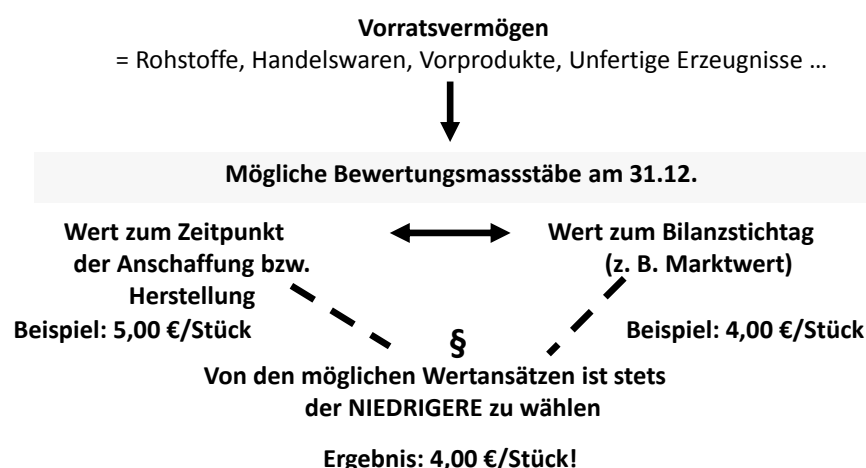 Vorratsvermögen
= Rohstoffe, Handelswaren, Vorprodukte, Unfertige Erzeugnisse ...
Mögliche Bewertungsmassstäbe am 31.12.
Wert zum Zeitpunkt
der Anschaffung bzw.
Herstellung
Beispiel: 5,00 €/Stück
Wert zum Bilanzstichtag
(z. B. Marktwert)
Beispiel: 4,00 €/Stück
§
Von den möglichen Wertansätzen ist stets
der NIEDRIGERE zu wählen
Ergebnis: 4,00 €/Stück!